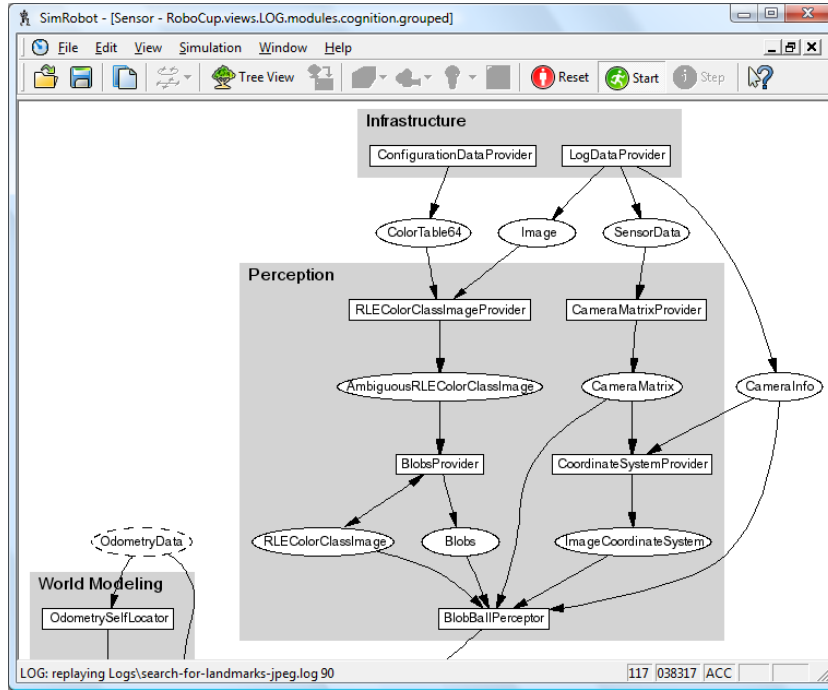 SimRobot - [Sensor - RoboCup.views.LOG.modules.cognition.grouped]
File Edit View Simulation Window Help
Tree View Reset Start Step
Infrastructure
ConfigurationDataProvider LogDataProvider
ColorTable64 Image SensorData
Perception
RLEColorClassImageProvider CameraMatrixProvider
AmbiguousRLEColorClassImage CameraMatrix CameraInfo
BlobsProvider CoordinateSystemProvider
OdometryData RLEColorClassImage Blobs ImageCoordinateSystem
World Modeling
OdometrySelfLocator BlobBallPerceptor
LOG: replaying Logs\search-for-landmarks-jpeg.log 90 117 038317 ACC